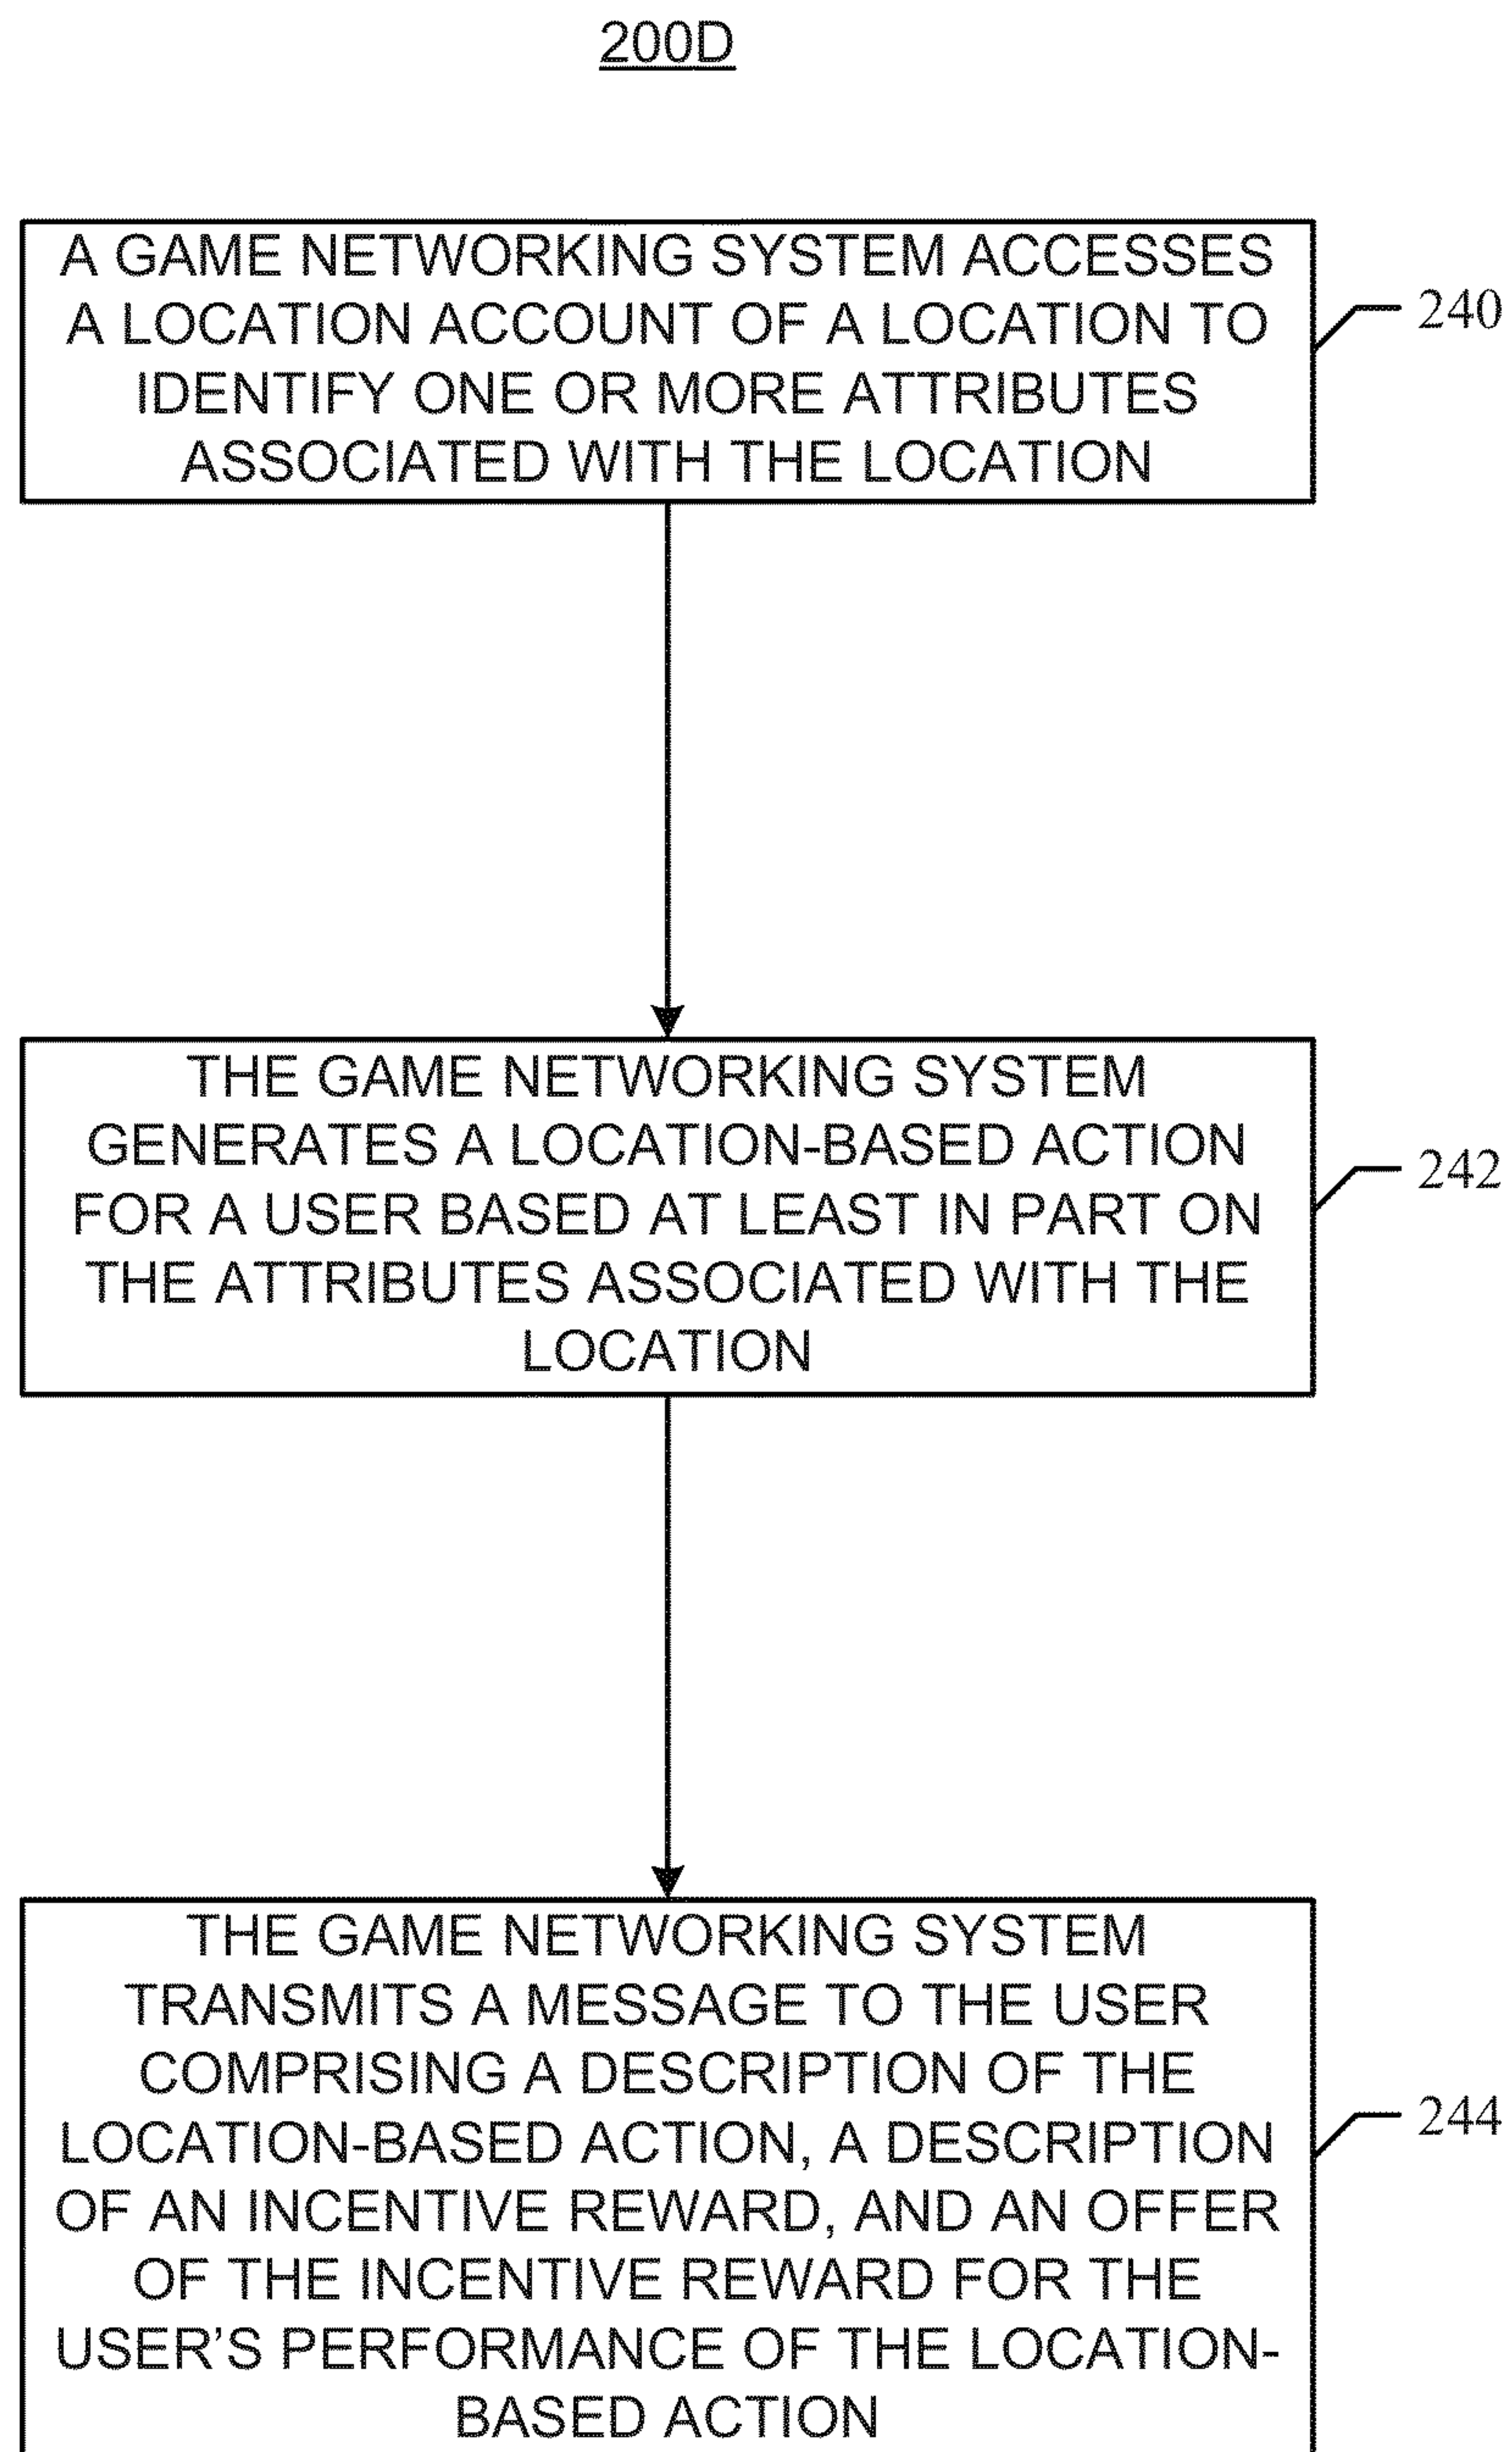 200D
A GAME NETWORKING SYSTEM ACCESSES
A LOCATION ACCOUNT OF A LOCATION TO
IDENTIFY ONE OR MORE ATTRIBUTES
ASSOCIATED WITH THE LOCATION
240
THE GAME NETWORKING SYSTEM
GENERATES A LOCATION-BASED ACTION
FOR A USER BASED AT LEAST IN PART ON
THE ATTRIBUTES ASSOCIATED WITH THE
LOCATION
242
THE GAME NETWORKING SYSTEM
TRANSMITS A MESSAGE TO THE USER
COMPRISING A DESCRIPTION OF THE
LOCATION-BASED ACTION, A DESCRIPTION
OF AN INCENTIVE REWARD, AND AN OFFER
OF THE INCENTIVE REWARD FOR THE
USER’S PERFORMANCE OF THE LOCATION-
BASED ACTION
244